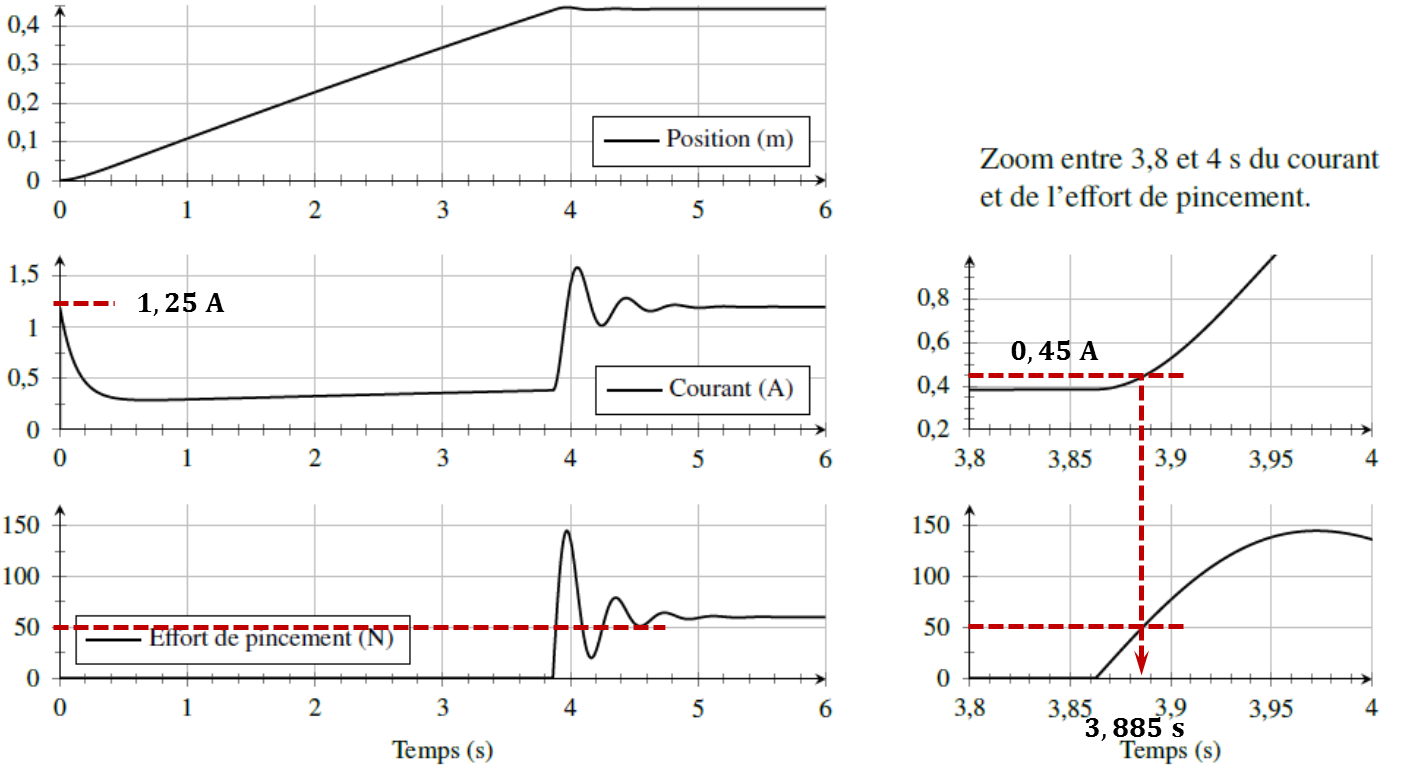 0,4
0,3
0,2
0,1
0
Position (m)
0 1 2 3 4 5 6
Zoom entre 3,8 et 4 s du courant
et de l’effort de pincement.
1,5
1
0,5
0
1,25 A
Courant (A)
0 1 2 3 4 5 6
0,8
0,6
0,4
0,2
0,45 A
3,8 3,85 3,9 3,95 4
150
100
50
0
Effort de pincement (N)
0 1 2 3 4 5 6
Temps (s)
150
100
50
0
3,8 3,85 3,9 3,95 4
3,885 s
Temps (s)